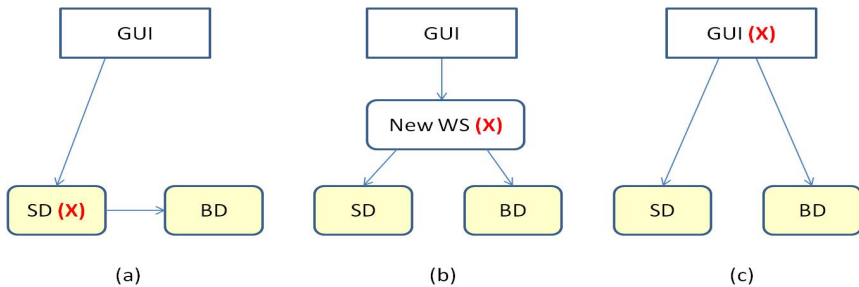 GUI
SD (X)
BD
(a)
GUI
New WS (X)
SD
BD
(b)
GUI (X)
SD
BD
(c)